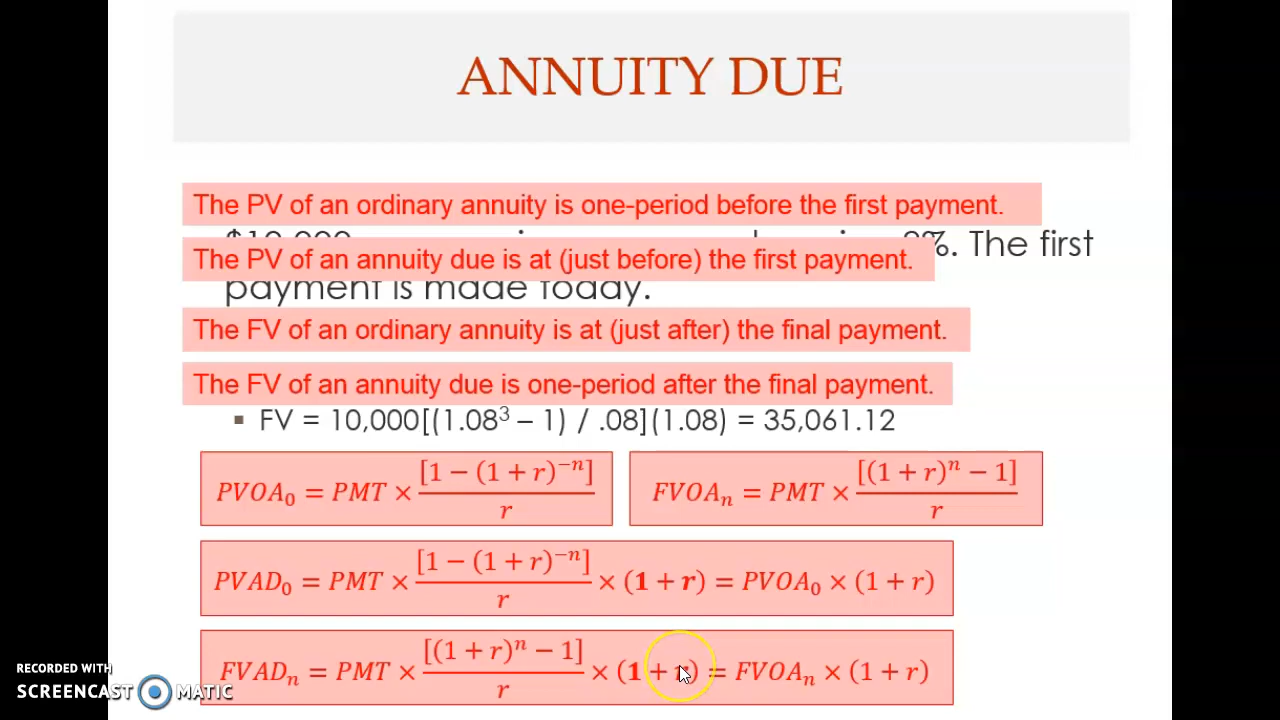 ANNUITY DUE
The PV of an ordinary annuity is one-period before the first payment.
8%. The first
The PV of an annuity due is at (just before) the first payment.
payment is made today.
The FV of an ordinary annuity is at (just after) the final payment.
The FV of an annuity due is one-period after the final payment.
▪ FV = 10,000[(1.08³ – 1) / .08](1.08) = 35,061.12
PVOA₀ = PMT × [1 − (1 + r)⁻ⁿ] / r
FVOAₙ = PMT × [(1 + r)ⁿ − 1] / r
PVAD₀ = PMT × [1 − (1 + r)⁻ⁿ] / r × (1 + r) = PVOA₀ × (1 + r)
FVADₙ = PMT × [(1 + r)ⁿ − 1] / r × (1 + r) = FVOAₙ × (1 + r)
RECORDED WITH
SCREENCAST MATIC